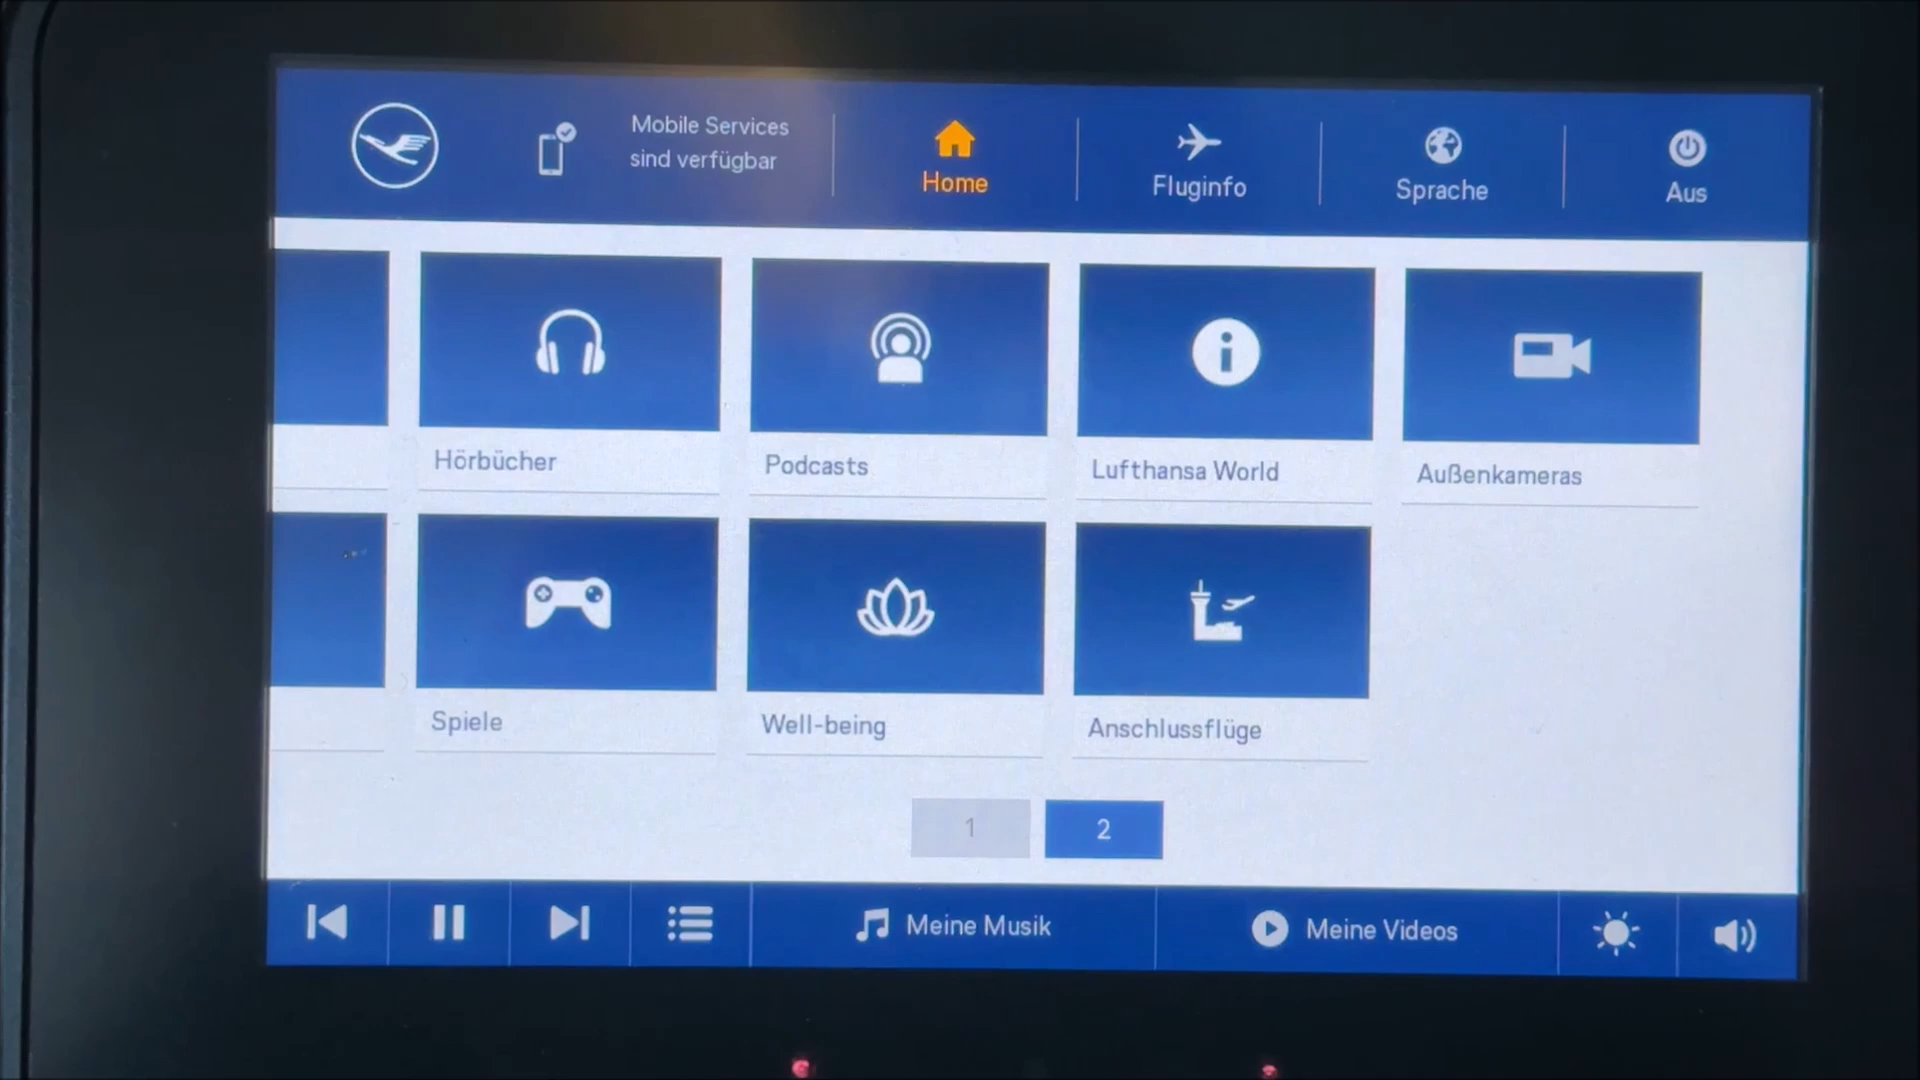 Mobile Services
sind verfügbar
Home
Fluginfo
Sprache
Aus
Hörbücher
Podcasts
Lufthansa World
Außenkameras
Spiele
Well-being
Anschlussflüge
1
2
Meine Musik
Meine Videos